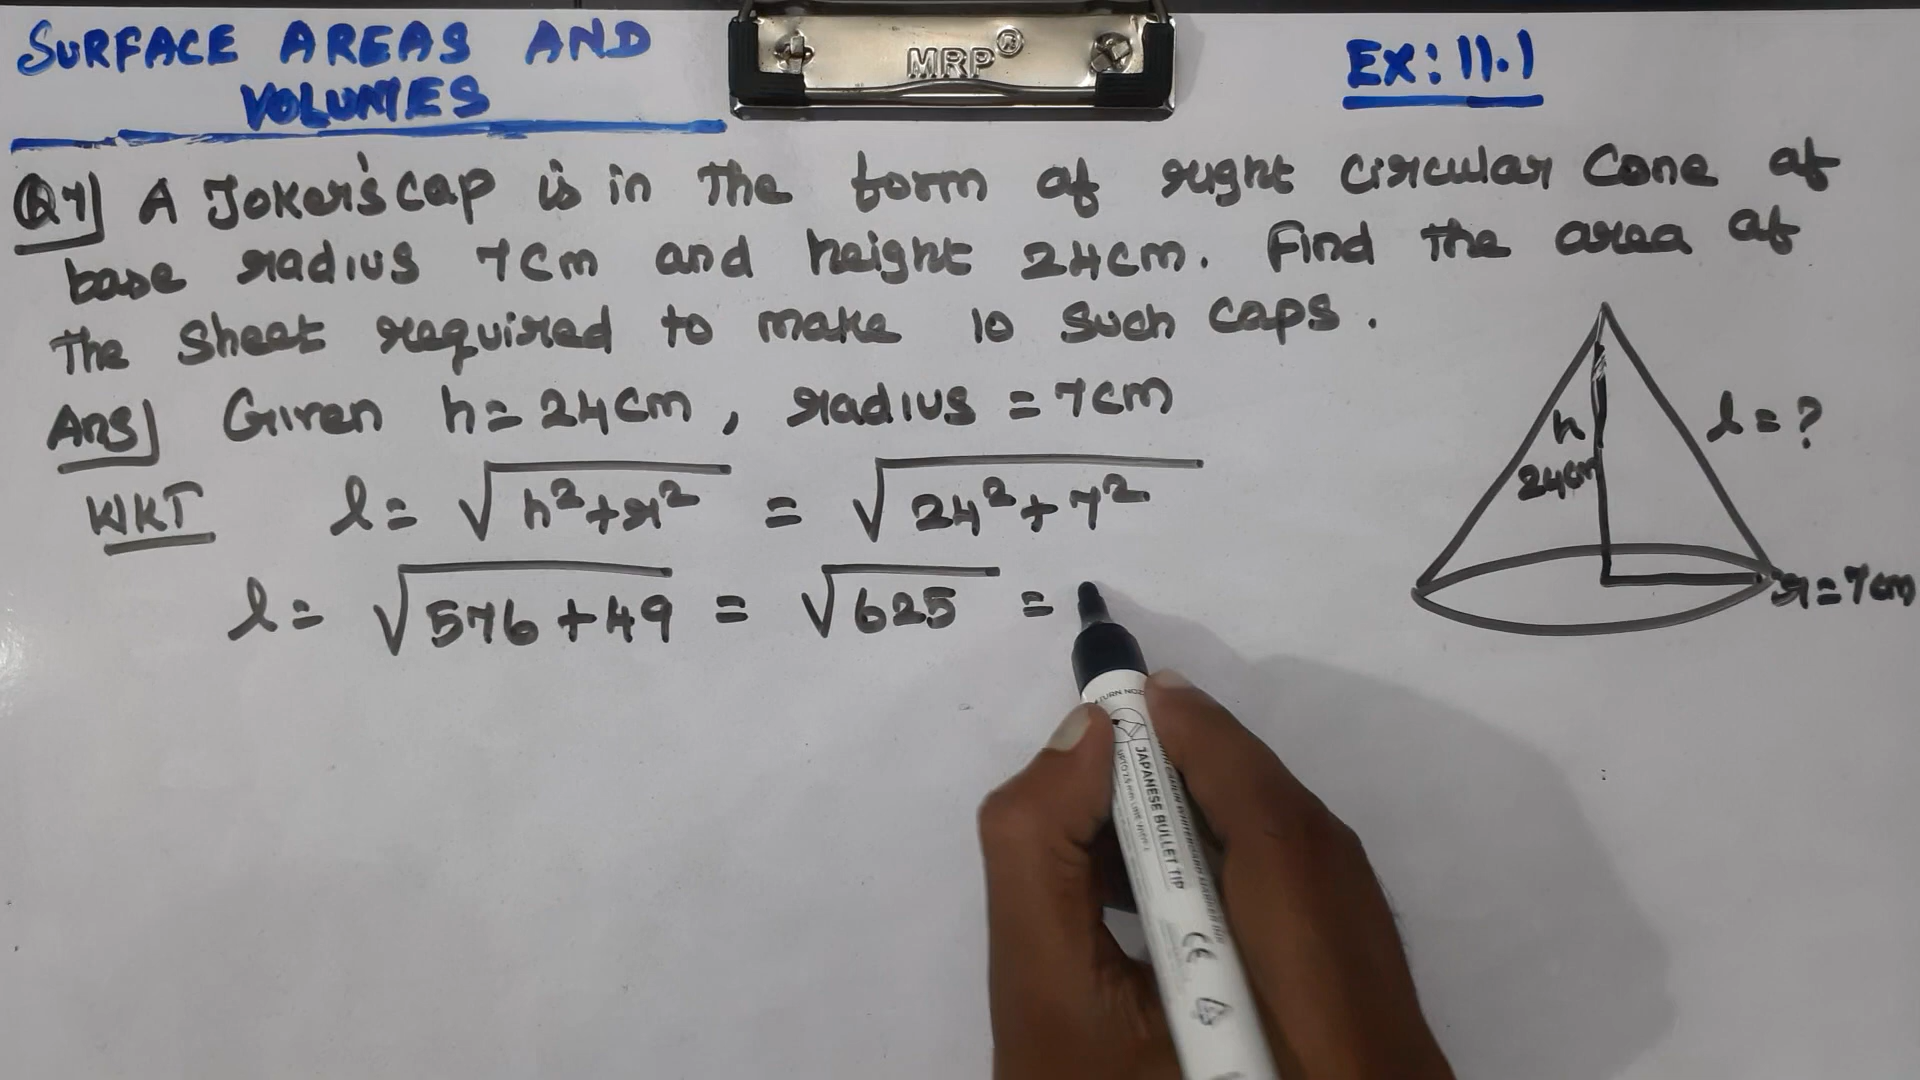 SURFACE AREAS AND
VOLUMES
MRP®
EX: 11.1
Q7] A Joker's cap is in the form of right circular cone of
base radius 7cm and height 24cm. Find the area of
the sheet required to make 10 such caps.
Ans] Given h = 24cm, radius = 7cm
WKT l = √h²+r² = √24²+7²
l = √576+49 = √625 =
h
24cm
l = ?
r = 7cm
JAPANESE BULLET TIP
CE